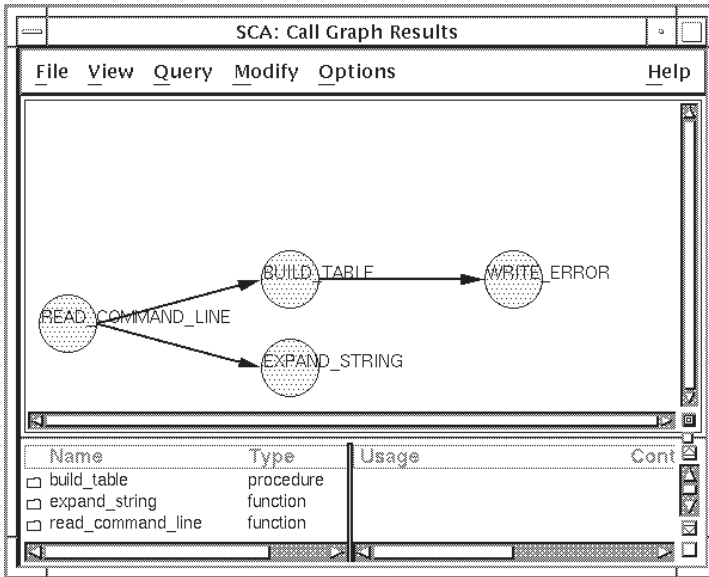 SCA: Call Graph Results
File View Query Modify Options Help
BUILD_TABLE WRITE_ERROR
READ_COMMAND_LINE
EXPAND_STRING
Name Type Usage Cont
build_table procedure
expand_string function
read_command_line function